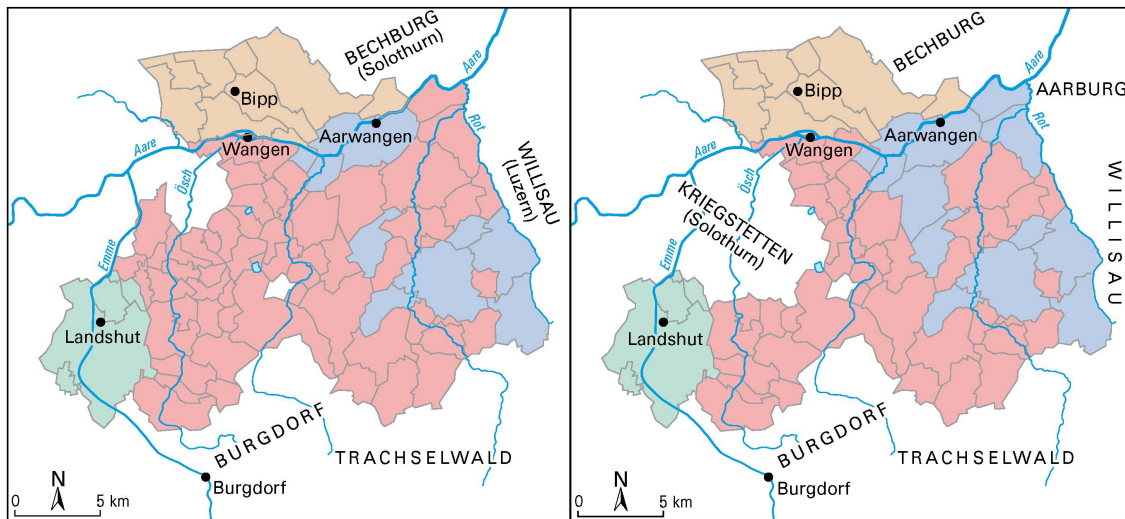 BECHBURG
(Solothurn)
Aare
Bipp
Aarwangen
Rot
Wangen
Aare
WILLISAU
(Luzern)
Ösch
Emme
Landshut
BURGDORF
TRACHSELWALD
N
0 5 km
Burgdorf
BECHBURG
Aare
Bipp
AARBURG
Aarwangen
Rot
Wangen
Aare
WILLISAU
Ösch
KRIEGSTETTEN
(Solothurn)
Emme
Landshut
BURGDORF
TRACHSELWALD
N
0 5 km
Burgdorf